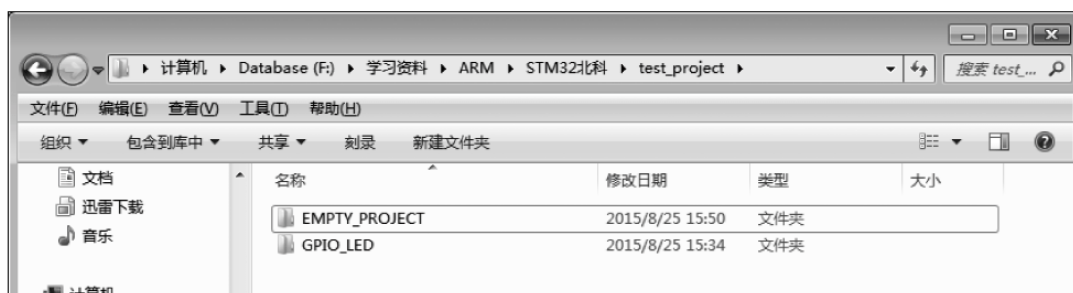 计算机 Database (F:) 学习资料 ARM STM32北科 test_project 搜索 test_...
文件(F) 编辑(E) 查看(V) 工具(T) 帮助(H)
组织 包含到库中 共享 刻录 新建文件夹
文档 名称 修改日期 类型 大小
迅雷下载 EMPTY_PROJECT 2015/8/25 15:50 文件夹
音乐 GPIO_LED 2015/8/25 15:34 文件夹
计算机